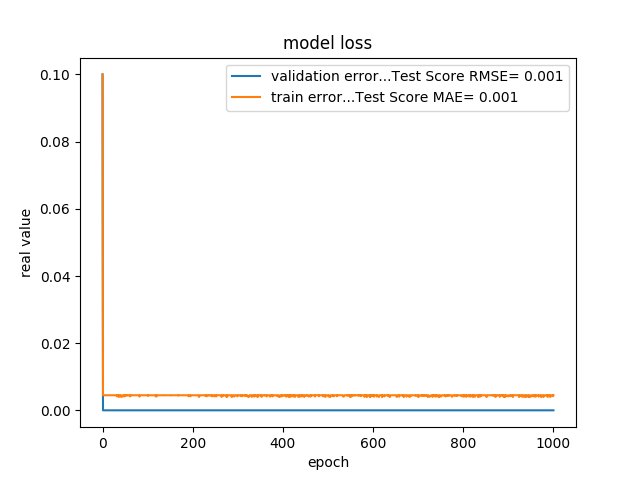 model loss
validation error...Test Score RMSE= 0.001
train error...Test Score MAE= 0.001
real value
0.10
0.08
0.06
0.04
0.02
0.00
0 200 400 600 800 1000
epoch